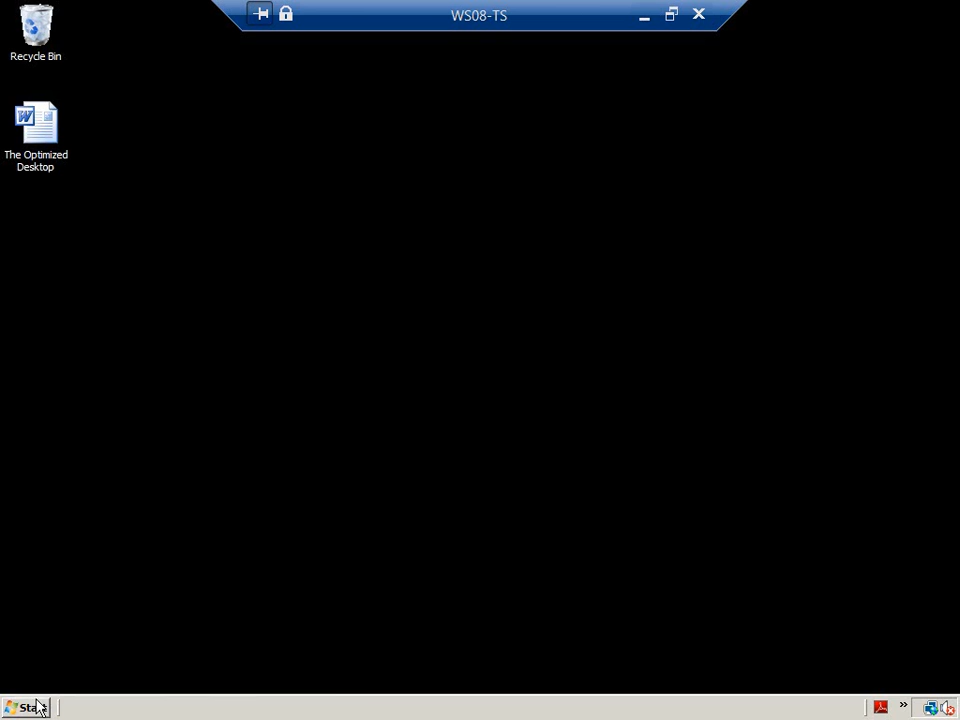 WS08-TS
Recycle Bin
The Optimized
Desktop
»